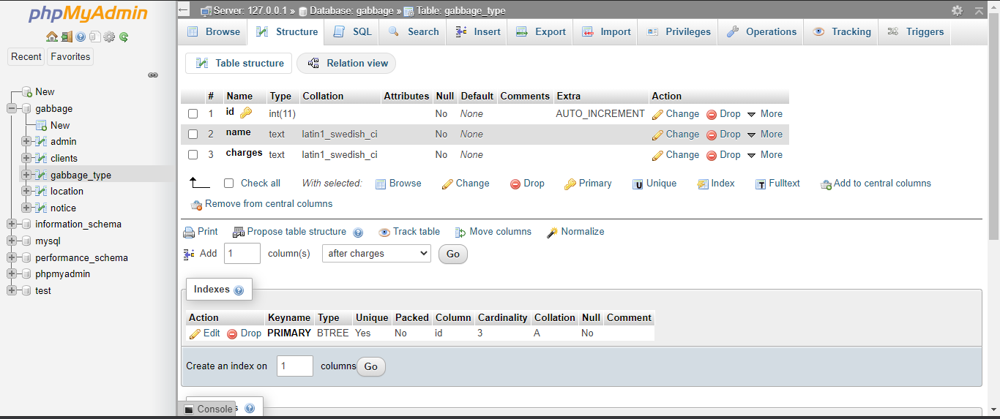 phpMyAdmin
Recent Favorites
New
gabbage
New
admin
clients
gabbage_type
location
notice
information_schema
mysql
performance_schema
phpmyadmin
test
Server: 127.0.0.1 » Database: gabbage » Table: gabbage_type
Browse Structure SQL Search Insert Export Import Privileges Operations Tracking Triggers
Table structure Relation view
# Name Type Collation Attributes Null Default Comments Extra Action
1 id int(11) No None AUTO_INCREMENT Change Drop More
2 name text latin1_swedish_ci No None Change Drop More
3 charges text latin1_swedish_ci No None Change Drop More
Check all With selected: Browse Change Drop Primary Unique Index Fulltext Add to central columns
Remove from central columns
Print Propose table structure Track table Move columns Normalize
Add 1 column(s) after charges Go
Indexes
Action Keyname Type Unique Packed Column Cardinality Collation Null Comment
Edit Drop PRIMARY BTREE Yes No id 3 A No
Create an index on 1 columns Go
Console